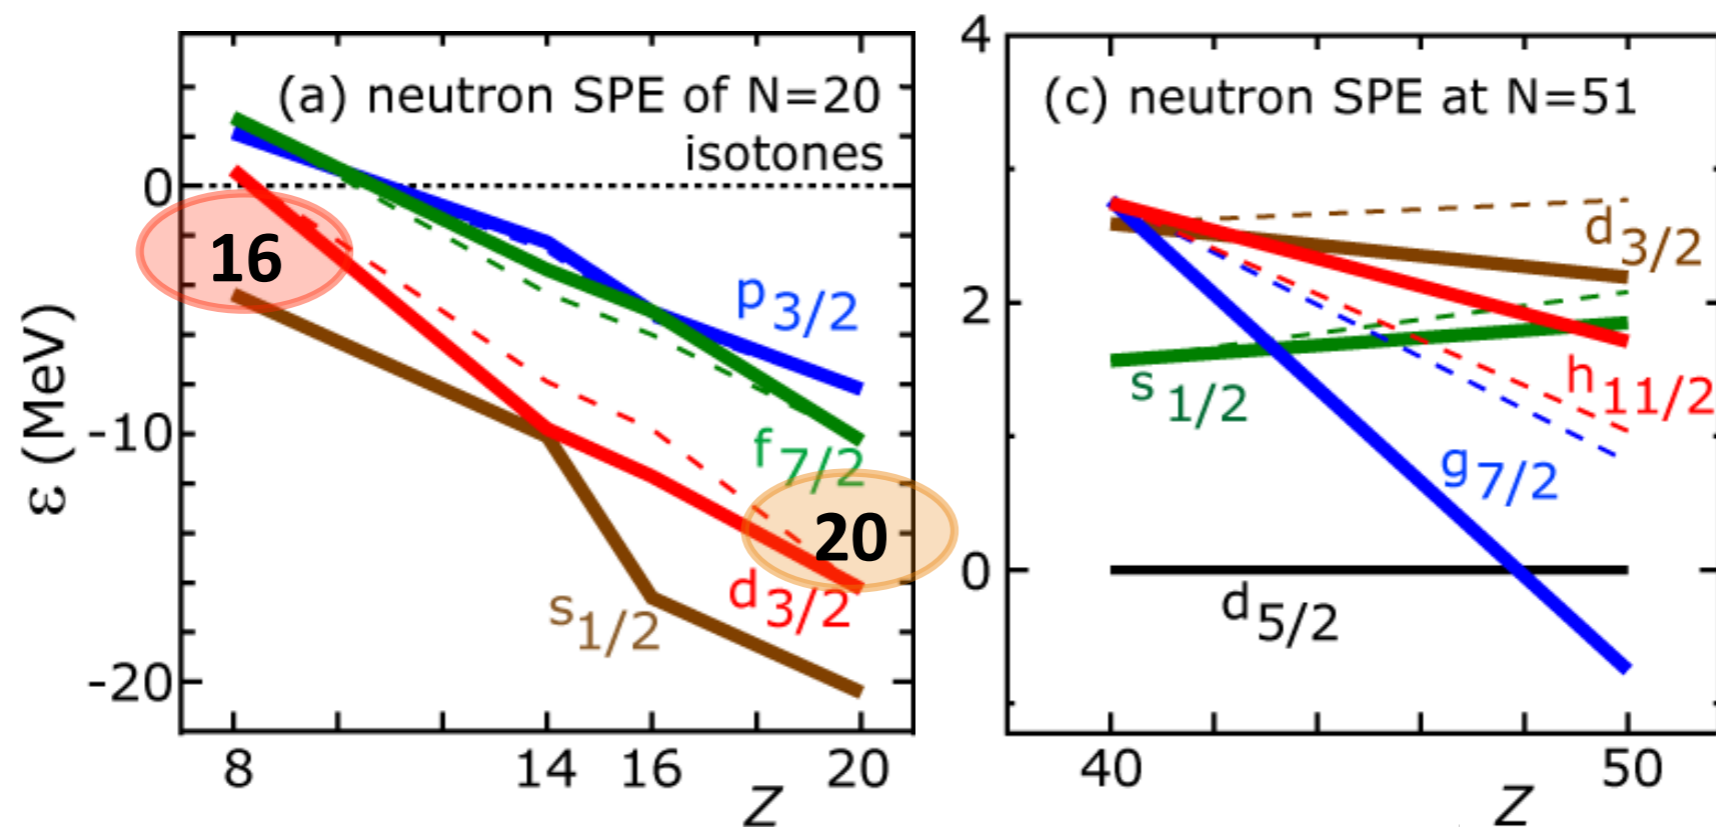 (a) neutron SPE of N=20
isotones
0
-10
-20
ε (MeV)
16
20
p3/2
f7/2
d3/2
s1/2
8
14
16
20
Z
(c) neutron SPE at N=51
4
2
0
d3/2
s1/2
h11/2
g7/2
d5/2
40
50
Z